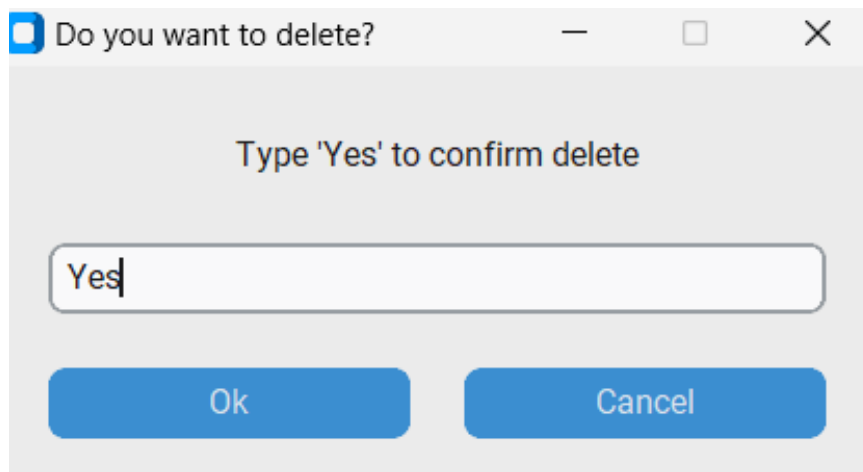 Do you want to delete?
Type 'Yes' to confirm delete
Yes
Ok Cancel